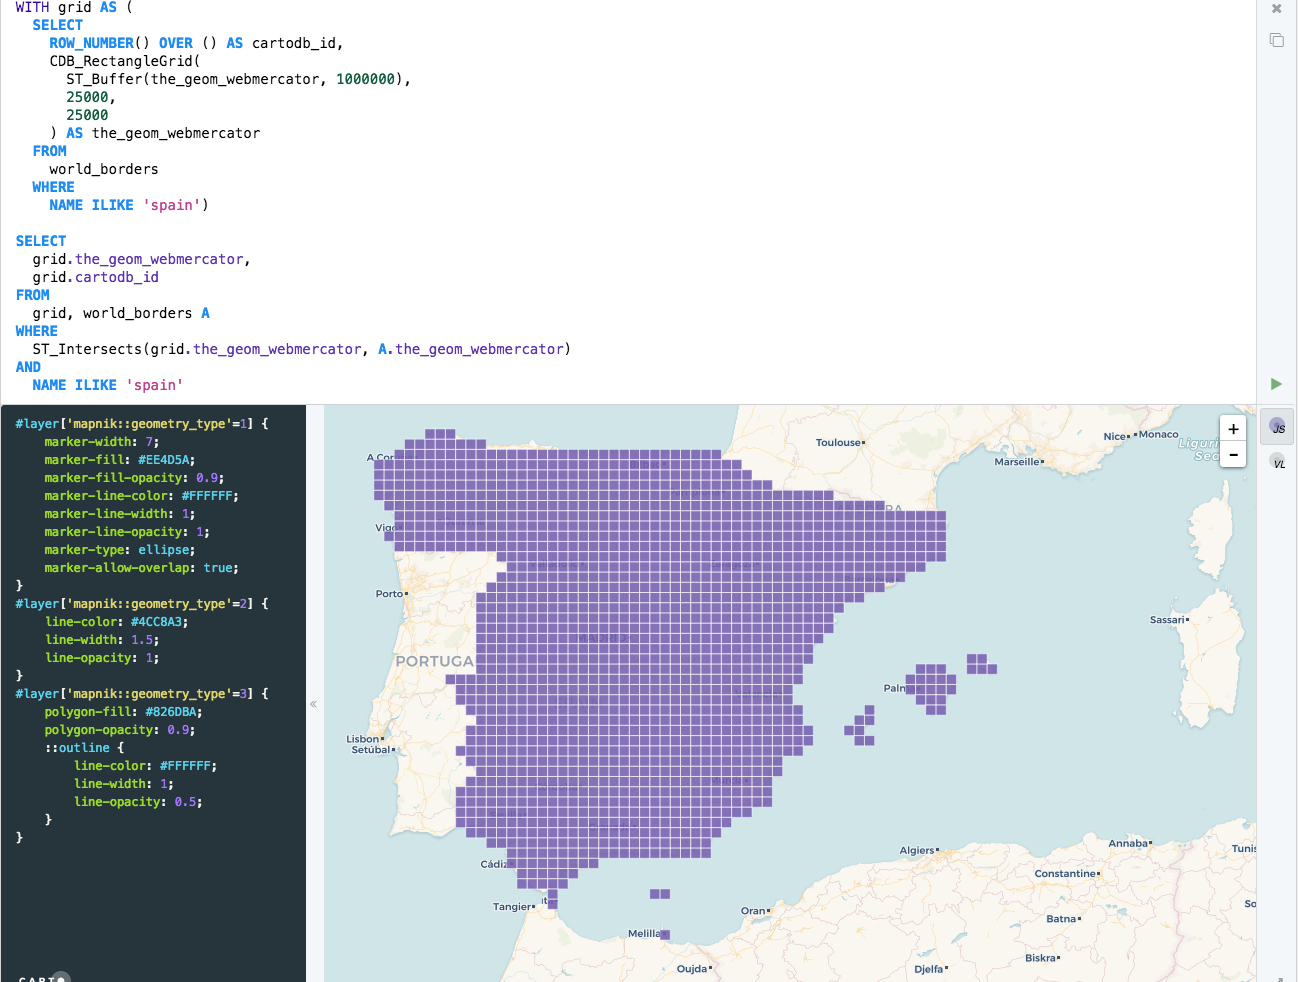 WITH grid AS (
SELECT
ROW_NUMBER() OVER () AS cartodb_id,
CDB_RectangleGrid(
ST_Buffer(the_geom_webmercator, 1000000),
25000,
25000
) AS the_geom_webmercator
FROM
world_borders
WHERE
NAME ILIKE 'spain')
SELECT
grid.the_geom_webmercator,
grid.cartodb_id
FROM
grid, world_borders A
WHERE
ST_Intersects(grid.the_geom_webmercator, A.the_geom_webmercator)
AND
NAME ILIKE 'spain'
#layer['mapnik::geometry_type'=1] {
marker-width: 7;
marker-fill: #EE4D5A;
marker-fill-opacity: 0.9;
marker-line-color: #FFFFFF;
marker-line-width: 1;
marker-line-opacity: 1;
marker-type: ellipse;
marker-allow-overlap: true;
}
#layer['mapnik::geometry_type'=2] {
line-color: #4CC8A3;
line-width: 1.5;
line-opacity: 1;
}
#layer['mapnik::geometry_type'=3] {
polygon-fill: #826DBA;
polygon-opacity: 0.9;
::outline {
line-color: #FFFFFF;
line-width: 1;
line-opacity: 0.5;
}
}
CART
«
+
-
JS
VL
Toulouse
Nice
Monaco
Marseille
Liguri
Sea
A Cor
Vigo
Porto
PORTUGA
Lisbon
Setúbal
Cádiz
Tangier
Melilla
Palm
Sassari
Algiers
Annaba
Tunis
Constantine
Oran
Batna
So
Biskra
Oujda
Djelfa